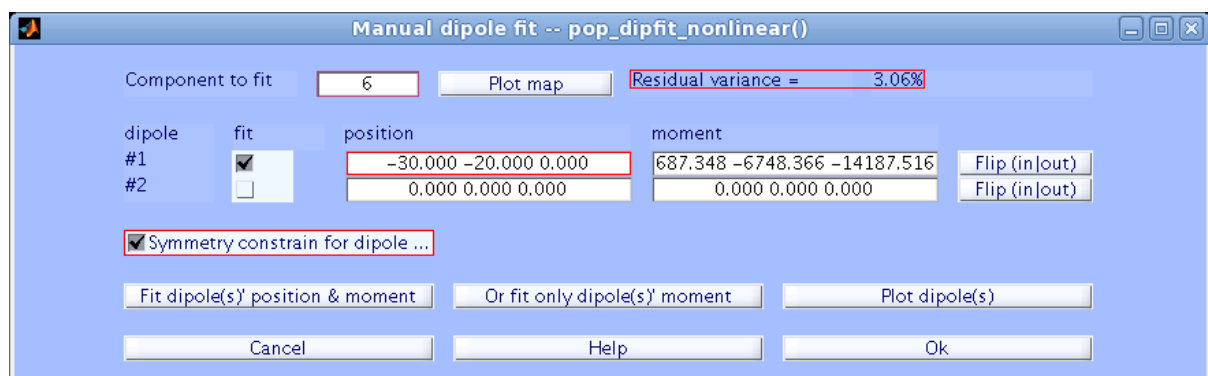 Manual dipole fit -- pop_dipfit_nonlinear()
Component to fit 6 Plot map Residual variance = 3.06%
dipole fit position moment
#1 −30.000 −20.000 0.000 687.348 −6748.366 −14187.516 Flip (in|out)
#2 0.000 0.000 0.000 0.000 0.000 0.000 Flip (in|out)
Symmetry constrain for dipole ...
Fit dipole(s)' position & moment Or fit only dipole(s)' moment Plot dipole(s)
Cancel Help Ok